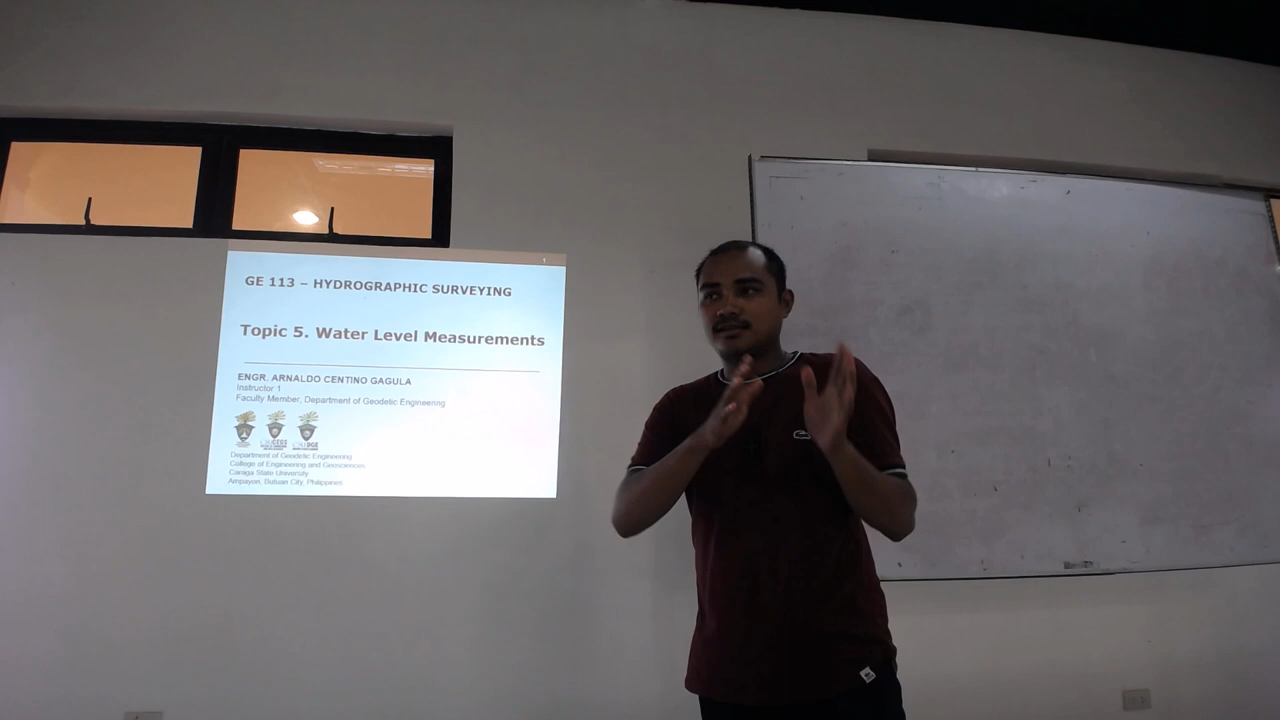 1
GE 113 – HYDROGRAPHIC SURVEYING
Topic 5. Water Level Measurements
ENGR. ARNALDO CENTINO GAGULA
Instructor 1
Faculty Member, Department of Geodetic Engineering
Department of Geodetic Engineering
College of Engineering and Geosciences
Caraga State University
Ampayon, Butuan City, Philippines